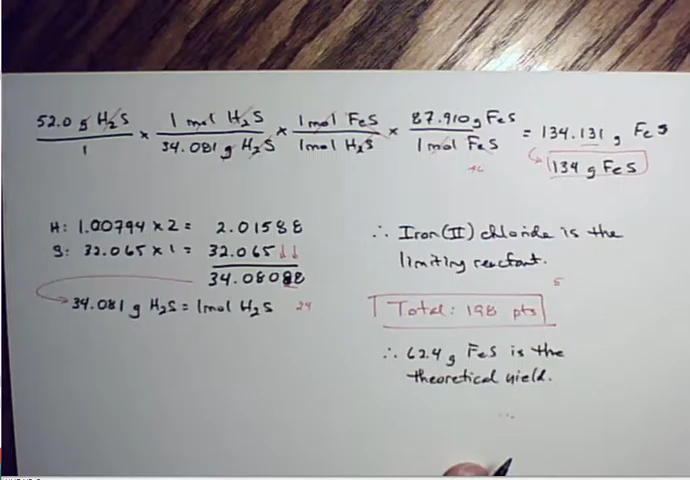 52.0 g H₂S / 1 × 1 mol H₂S / 34.081 g H₂S × 1 mol FeS / 1 mol H₂S × 87.910 g FeS / 1 mol FeS = 134.131 g FeS
134 g FeS
H: 1.00794 × 2 = 2.01588
S: 32.065 × 1 = 32.065
34.08088
34.081 g H₂S = 1 mol H₂S 24
∴ Iron(II) chloride is the
limiting reactant.
5
Total: 198 pts
∴ 62.4 g FeS is the
theoretical yield.